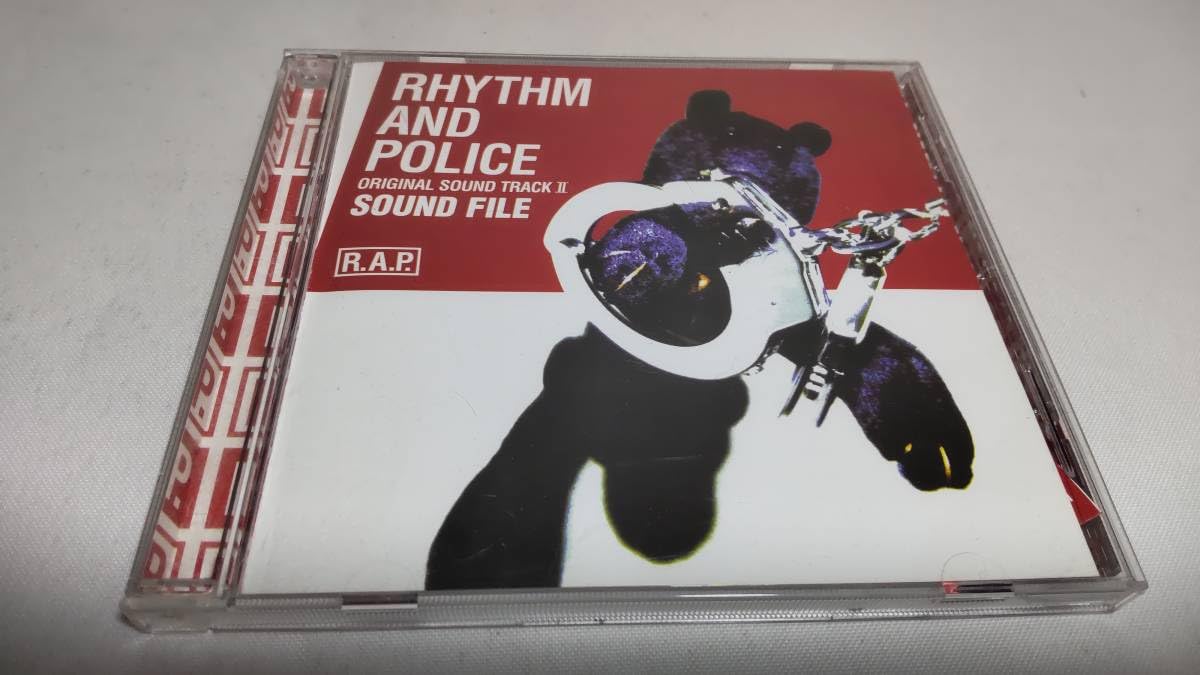 RHYTHM
AND
POLICE
ORIGINAL SOUND TRACK II
SOUND FILE
R.A.P.